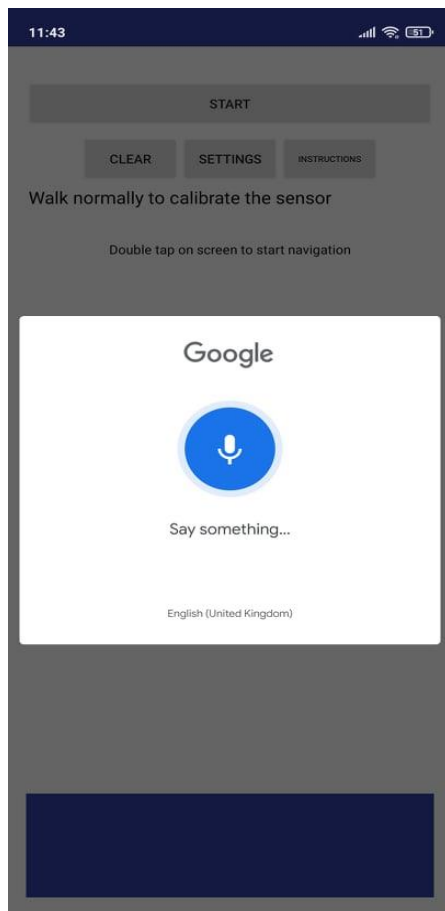 11:43
51
START
CLEAR SETTINGS INSTRUCTIONS
Walk normally to calibrate the sensor
Double tap on screen to start navigation
Google
Say something...
English (United Kingdom)